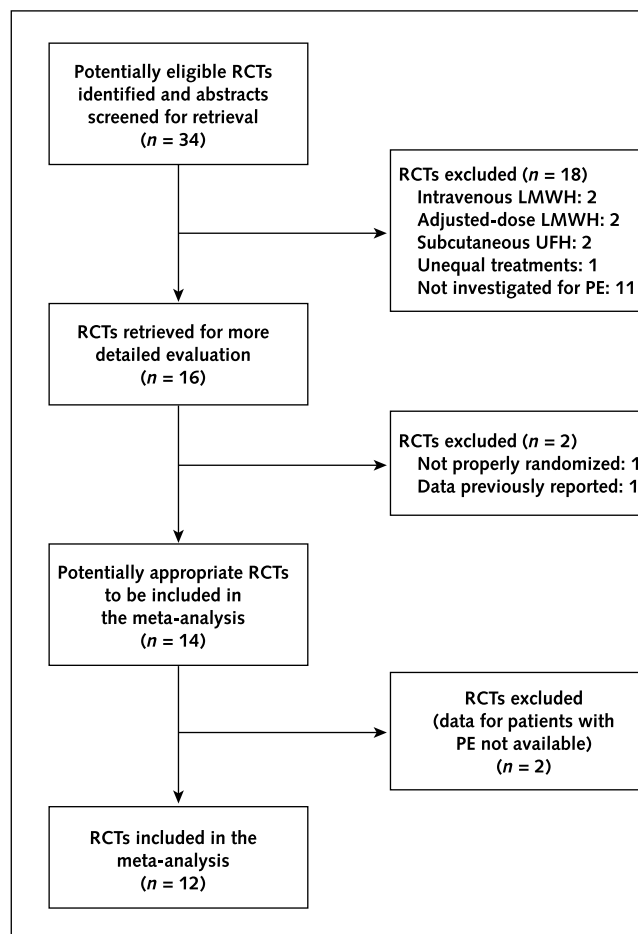 Potentially eligible RCTs
identified and abstracts
screened for retrieval
(n = 34)
RCTs excluded (n = 18)
Intravenous LMWH: 2
Adjusted-dose LMWH: 2
Subcutaneous UFH: 2
Unequal treatments: 1
Not investigated for PE: 11
RCTs retrieved for more
detailed evaluation
(n = 16)
RCTs excluded (n = 2)
Not properly randomized: 1
Data previously reported: 1
Potentially appropriate RCTs
to be included in
the meta-analysis
(n = 14)
RCTs excluded
(data for patients with
PE not available)
(n = 2)
RCTs included in the
meta-analysis
(n = 12)